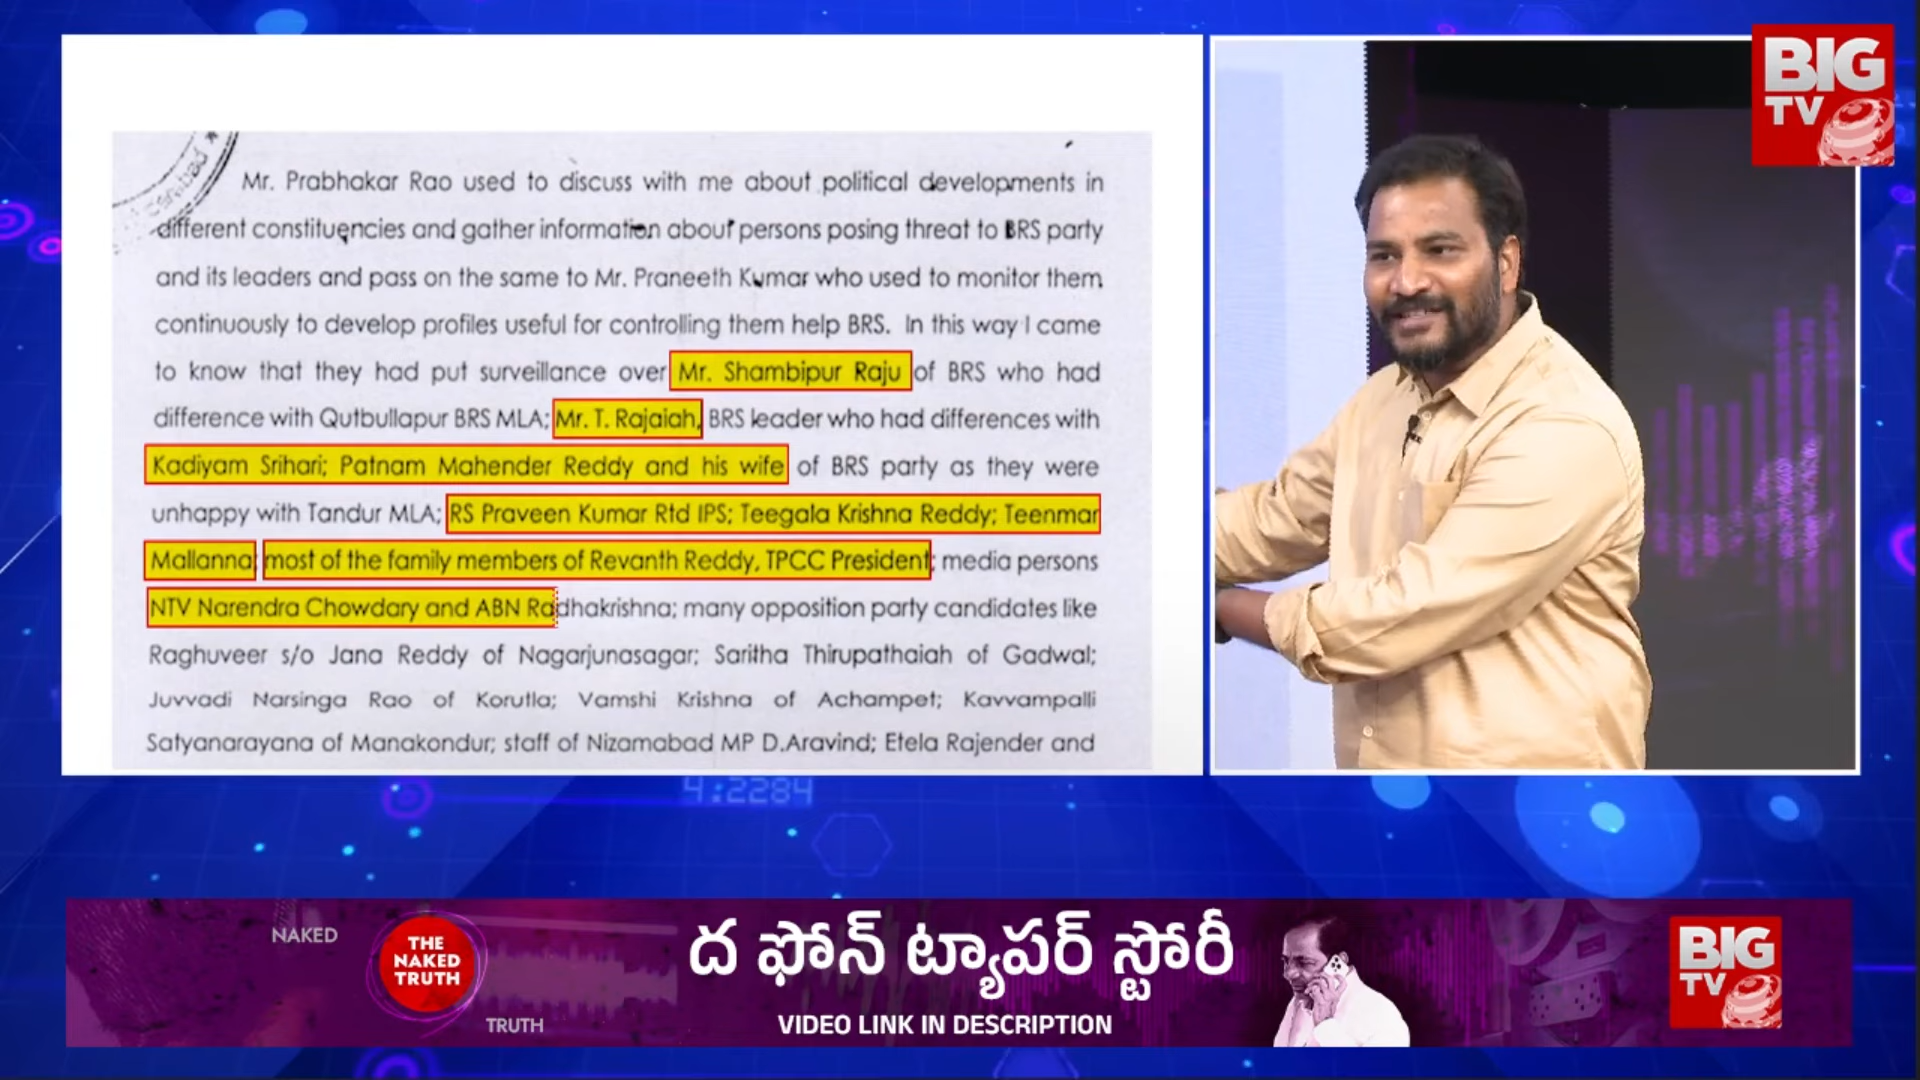 BIG
TV
Mr. Prabhakar Rao used to discuss with me about political developments in
different constituencies and gather information about persons posing threat to BRS party
and its leaders and pass on the same to Mr. Praneeth Kumar who used to monitor them
continuously to develop profiles useful for controlling them help BRS. In this way I came
to know that they had put surveillance over Mr. Shambipur Raju of BRS who had
difference with Qutbullapur BRS MLA; Mr. T. Rajaiah, BRS leader who had differences with
Kadiyam Srihari; Patnam Mahender Reddy and his wife of BRS party as they were
unhappy with Tandur MLA; RS Praveen Kumar Rtd IPS; Teegala Krishna Reddy; Teenmar
Mallanna; most of the family members of Revanth Reddy, TPCC President; media persons
NTV Narendra Chowdary and ABN Radhakrishna; many opposition party candidates like
Raghuveer s/o Jana Reddy of Nagarjunasagar; Saritha Thirupathaiah of Gadwal;
Juvvadi Narsinga Rao of Korutla; Vamshi Krishna of Achampet; Kavvampalli
Satyanarayana of Manakondur; staff of Nizamabad MP D.Aravind; Etela Rajender and
4:2284
NAKED
THE
NAKED
TRUTH
TRUTH
ద ఫోన్ ట్యాపర్ స్టోరీ
VIDEO LINK IN DESCRIPTION
BIG
TV